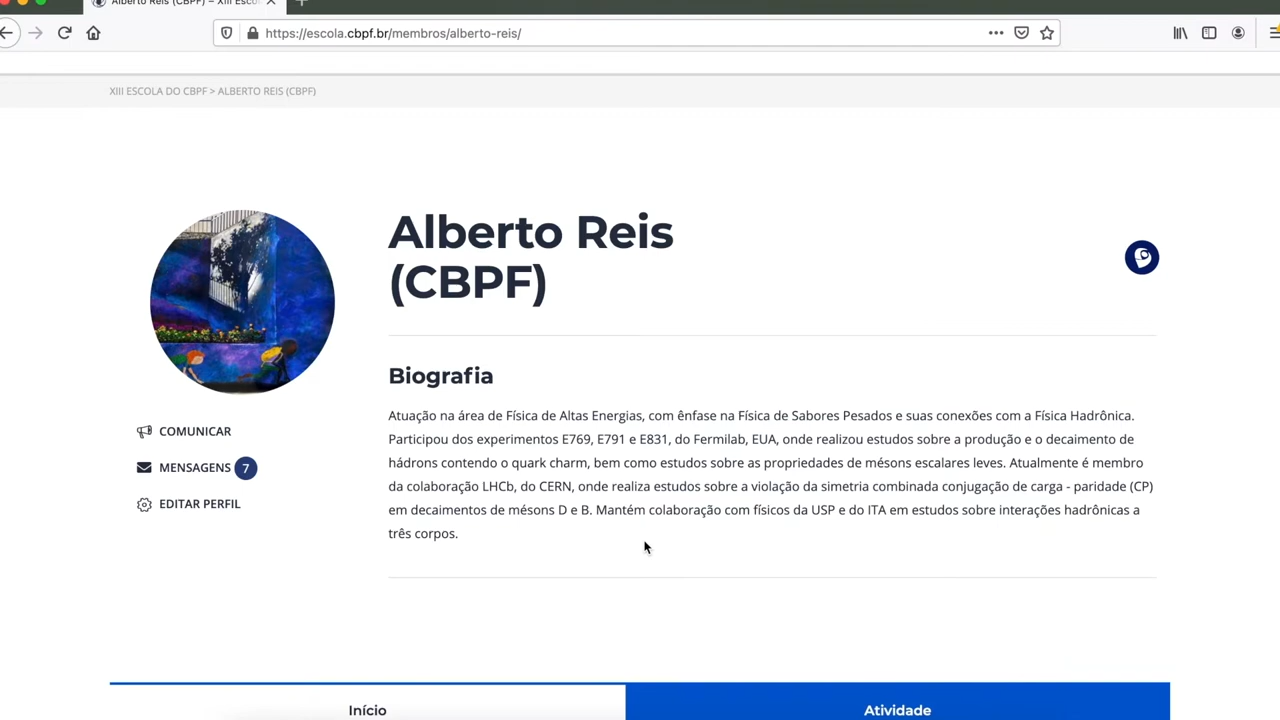 Alberto Reis (CBPF) – XIII Esco
https://escola.cbpf.br/membros/alberto-reis/
XIII ESCOLA DO CBPF > ALBERTO REIS (CBPF)
Alberto Reis
(CBPF)
Biografia
Atuação na área de Física de Altas Energias, com ênfase na Física de Sabores Pesados e suas conexões com a Física Hadrônica.
Participou dos experimentos E769, E791 e E831, do Fermilab, EUA, onde realizou estudos sobre a produção e o decaimento de
hádrons contendo o quark charm, bem como estudos sobre as propriedades de mésons escalares leves. Atualmente é membro
da colaboração LHCb, do CERN, onde realiza estudos sobre a violação da simetria combinada conjugação de carga - paridade (CP)
em decaimentos de mésons D e B. Mantém colaboração com físicos da USP e do ITA em estudos sobre interações hadrônicas a
três corpos.
COMUNICAR
MENSAGENS 7
EDITAR PERFIL
Início
Atividade